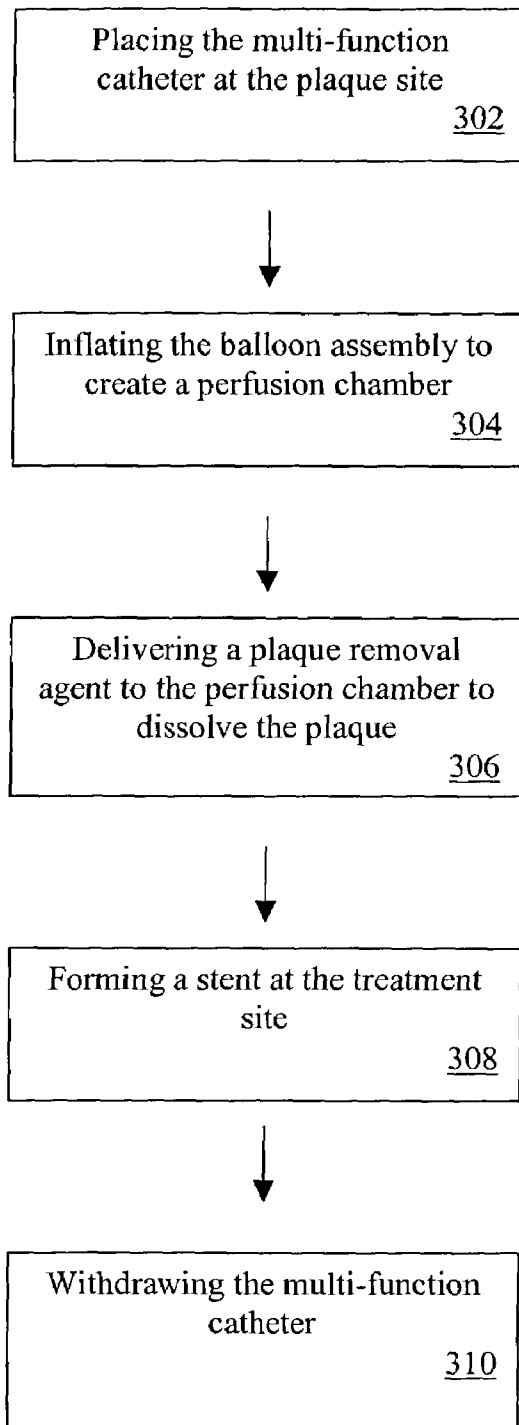 Placing the multi-function
catheter at the plaque site
302
Inflating the balloon assembly to
create a perfusion chamber
304
Delivering a plaque removal
agent to the perfusion chamber to
dissolve the plaque
306
Forming a stent at the treatment
site
308
Withdrawing the multi-function
catheter
310